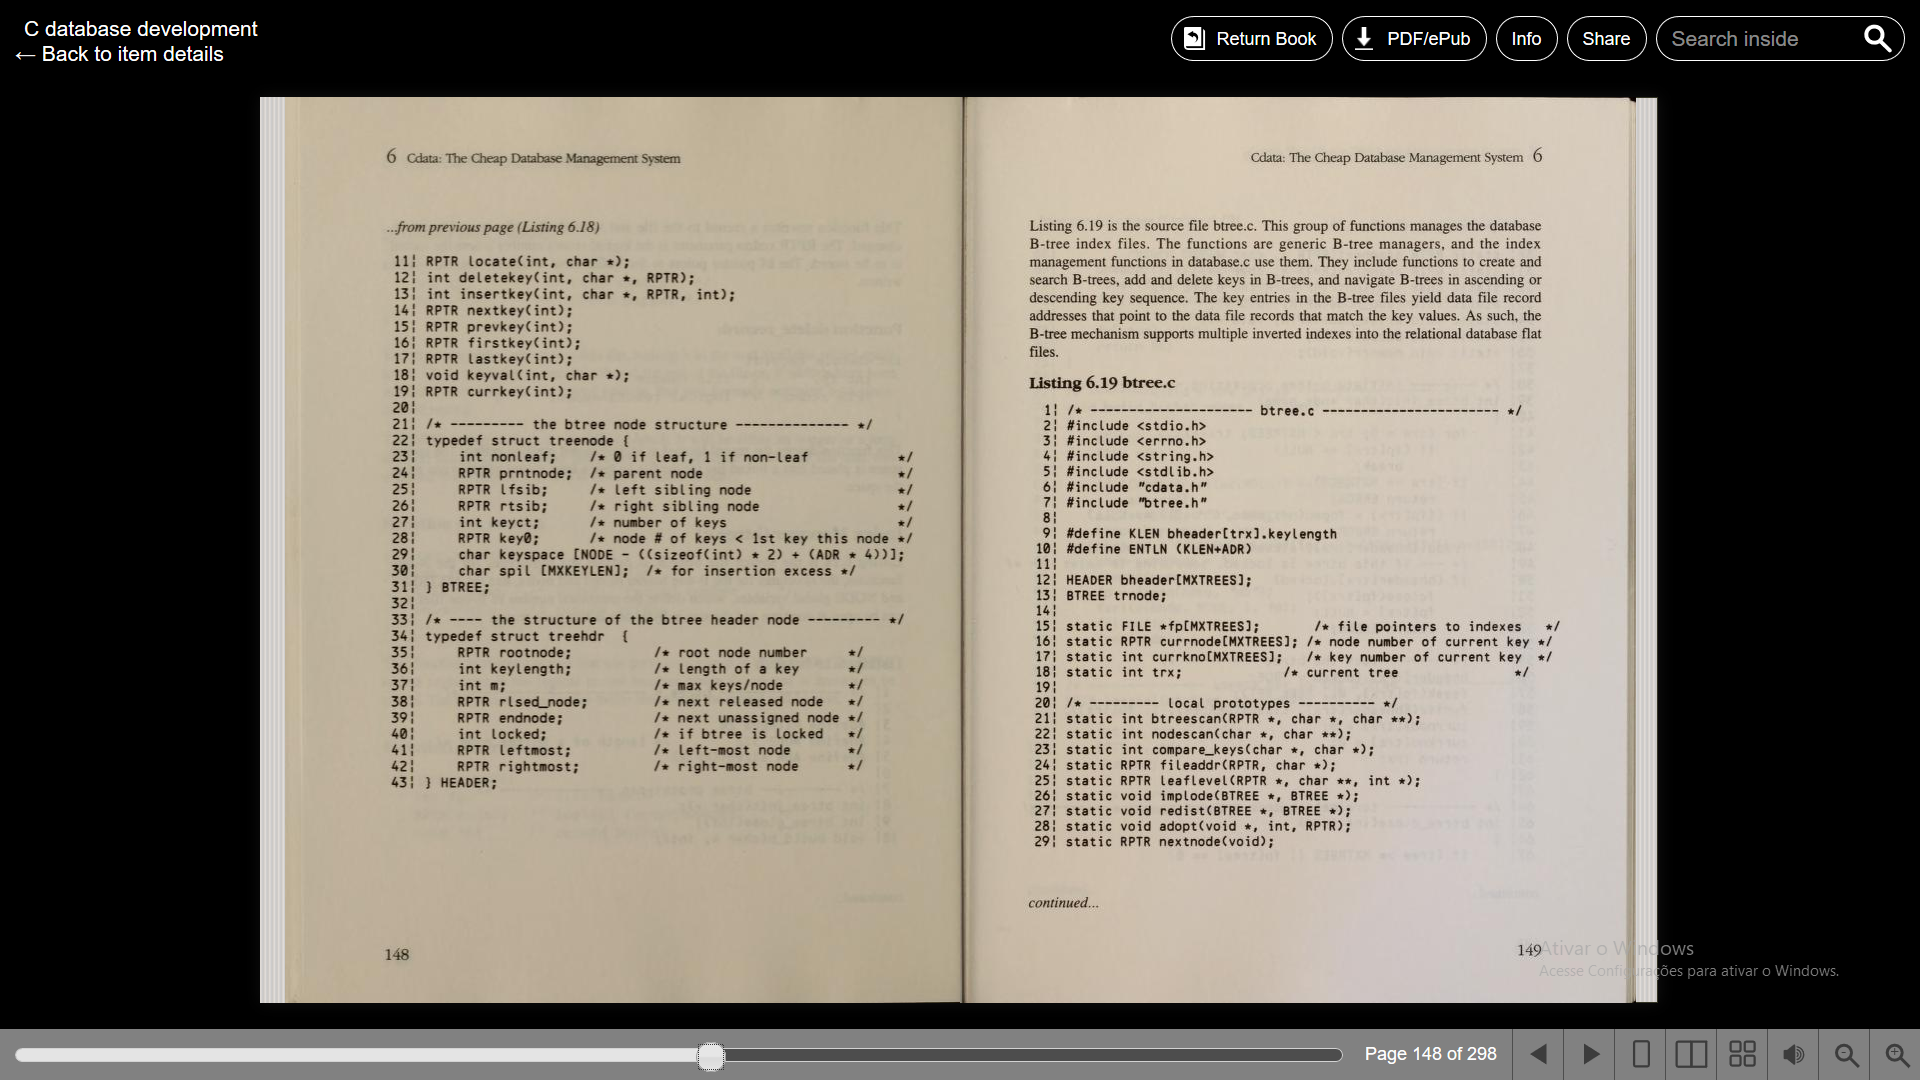 C database development
← Back to item details
Return Book
PDF/ePub
Info
Share
Search inside
6 Cdata: The Cheap Database Management System
...from previous page (Listing 6.18)
11¦ RPTR locate(int, char *);
12¦ int deletekey(int, char *, RPTR);
13¦ int insertkey(int, char *, RPTR, int);
14¦ RPTR nextkey(int);
15¦ RPTR prevkey(int);
16¦ RPTR firstkey(int);
17¦ RPTR lastkey(int);
18¦ void keyval(int, char *);
19¦ RPTR currkey(int);
20¦
21¦ /* --------- the btree node structure -------------- */
22¦ typedef struct treenode {
23¦     int nonleaf;    /* 0 if leaf, 1 if non-leaf           */
24¦     RPTR prntnode;  /* parent node                        */
25¦     RPTR lfsib;     /* left sibling node                  */
26¦     RPTR rtsib;     /* right sibling node                 */
27¦     int keyct;      /* number of keys                     */
28¦     RPTR key0;      /* node # of keys < 1st key this node */
29¦     char keyspace [NODE - ((sizeof(int) * 2) + (ADR * 4))];
30¦     char spil [MXKEYLEN];  /* for insertion excess */
31¦ } BTREE;
32¦
33¦ /* ---- the structure of the btree header node --------- */
34¦ typedef struct treehdr  {
35¦     RPTR rootnode;          /* root node number     */
36¦     int keylength;          /* length of a key      */
37¦     int m;                  /* max keys/node        */
38¦     RPTR rlsed_node;        /* next released node   */
39¦     RPTR endnode;           /* next unassigned node */
40¦     int locked;             /* if btree is locked   */
41¦     RPTR leftmost;          /* left-most node       */
42¦     RPTR rightmost;         /* right-most node      */
43¦ } HEADER;
148
Cdata: The Cheap Database Management System 6
Listing 6.19 is the source file btree.c. This group of functions manages the database
B-tree index files. The functions are generic B-tree managers, and the index
management functions in database.c use them. They include functions to create and
search B-trees, add and delete keys in B-trees, and navigate B-trees in ascending or
descending key sequence. The key entries in the B-tree files yield data file record
addresses that point to the data file records that match the key values. As such, the
B-tree mechanism supports multiple inverted indexes into the relational database flat
files.
Listing 6.19 btree.c
1¦ /* -------------------- btree.c ---------------------- */
2¦ #include <stdio.h>
3¦ #include <errno.h>
4¦ #include <string.h>
5¦ #include <stdlib.h>
6¦ #include "cdata.h"
7¦ #include "btree.h"
8¦
9¦ #define KLEN bheader[trx].keylength
10¦ #define ENTLN (KLEN+ADR)
11¦
12¦ HEADER bheader[MXTREES];
13¦ BTREE trnode;
14¦
15¦ static FILE *fp[MXTREES];       /* file pointers to indexes   */
16¦ static RPTR currnode[MXTREES]; /* node number of current key */
17¦ static int currkno[MXTREES];   /* key number of current key  */
18¦ static int trx;             /* current tree               */
19¦
20¦ /* --------- local prototypes ---------- */
21¦ static int btreescan(RPTR *, char *, char **);
22¦ static int nodescan(char *, char **);
23¦ static int compare_keys(char *, char *);
24¦ static RPTR fileaddr(RPTR, char *);
25¦ static RPTR leaflevel(RPTR *, char **, int *);
26¦ static void implode(BTREE *, BTREE *);
27¦ static void redist(BTREE *, BTREE *);
28¦ static void adopt(void *, int, RPTR);
29¦ static RPTR nextnode(void);
continued...
149
Ativar o Windows
Acesse Configurações para ativar o Windows.
Page 148 of 298